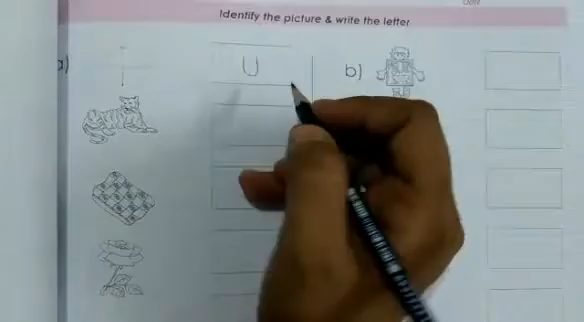 Identify the picture & write the letter
a)
U
b)